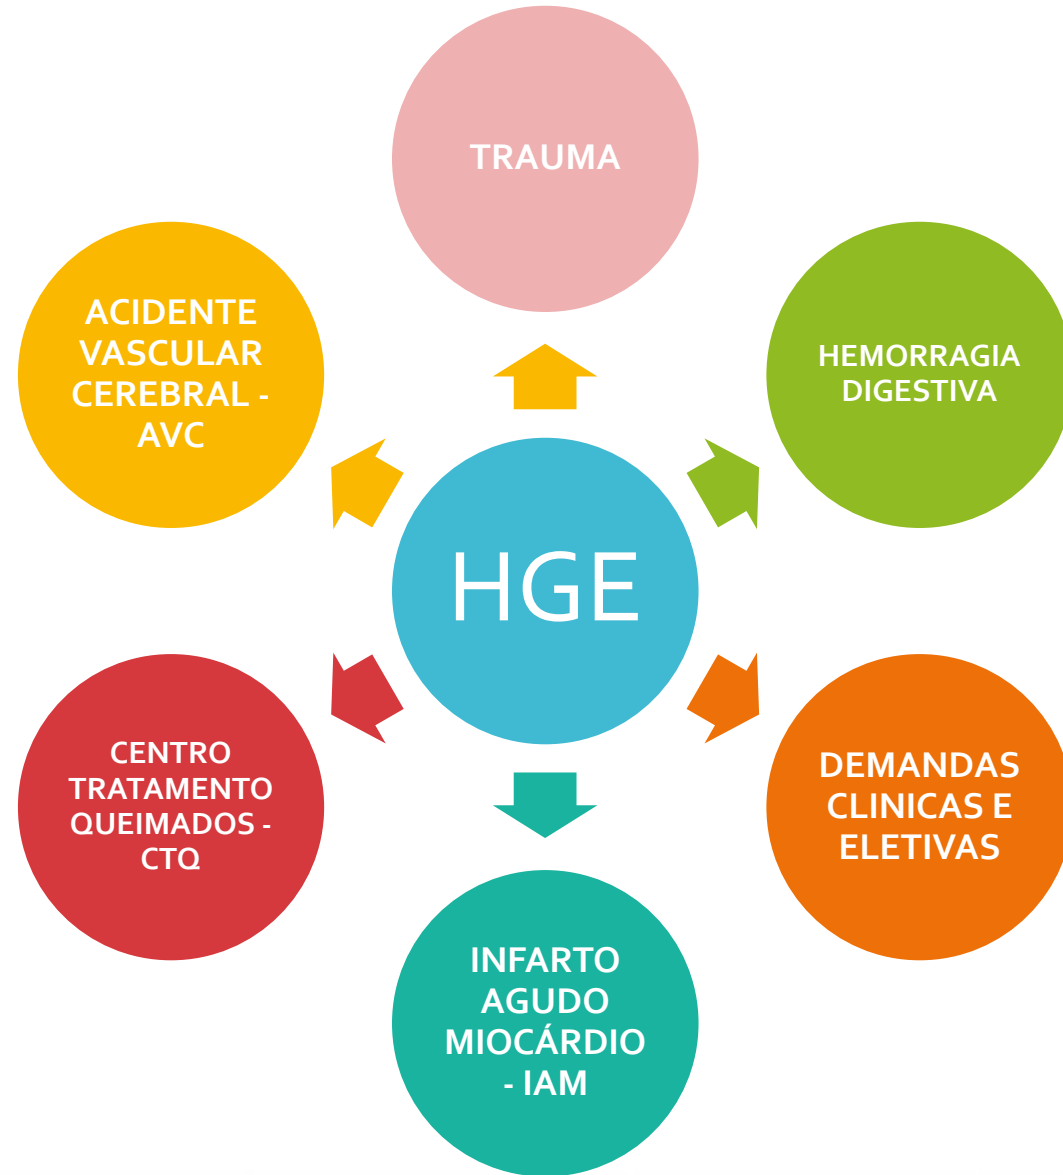 TRAUMA
ACIDENTE
VASCULAR
CEREBRAL -
AVC
HEMORRAGIA
DIGESTIVA
HGE
CENTRO
TRATAMENTO
QUEIMADOS -
CTQ
DEMANDAS
CLINICAS E
ELETIVAS
INFARTO
AGUDO
MIOCÁRDIO
- IAM